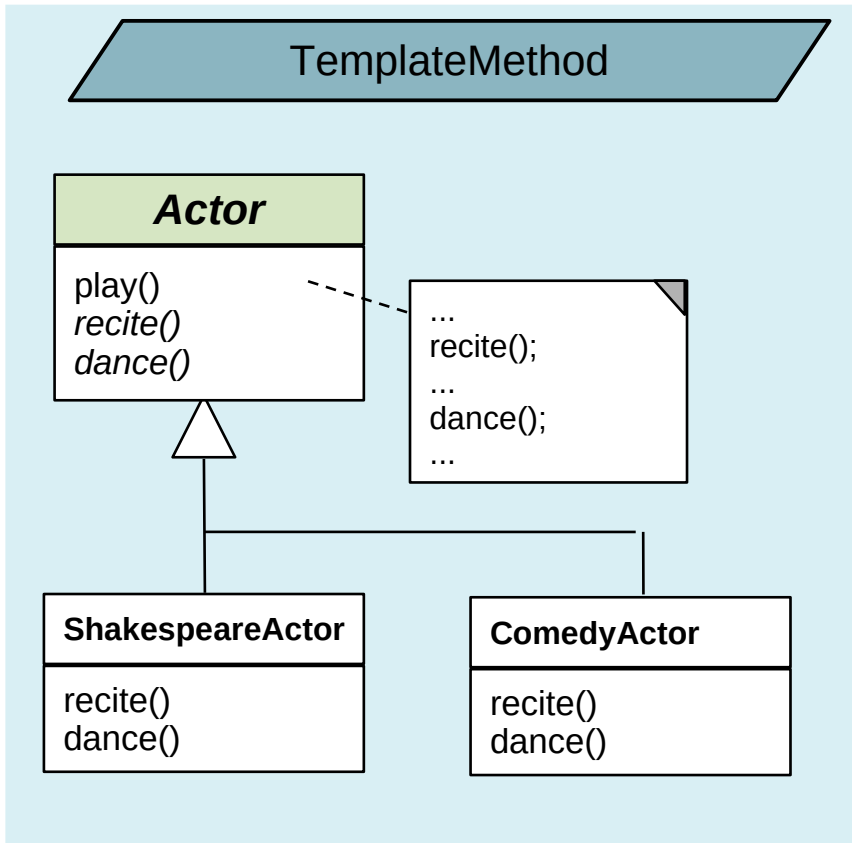 TemplateMethod
Actor
play()
recite()
dance()
...
recite();
...
dance();
...
ShakespeareActor
recite()
dance()
ComedyActor
recite()
dance()